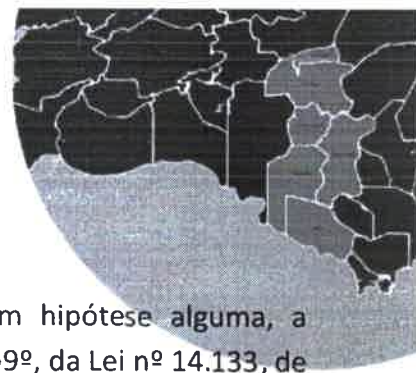 m hipótese alguma, a
9º, da Lei nº 14.133, de